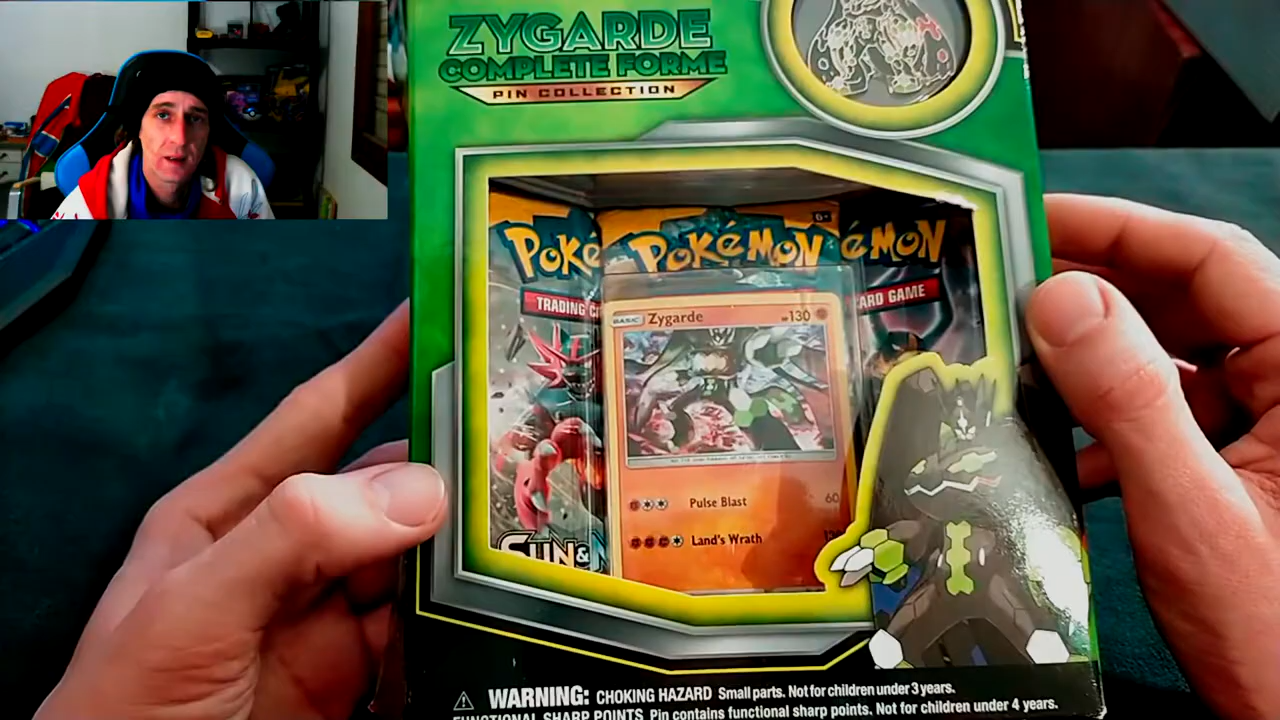 ZYGARDE
COMPLETE FORME
PIN COLLECTION
POKÉ
POKÉMON
ÉMON
TRADING
ARD GAME
BASIC Zygarde HP130
Pulse Blast 60
Land's Wrath
SUN &
WARNING: CHOKING HAZARD Small parts. Not for children under 3 years.
FUNCTIONAL SHARP POINTS Pin contains functional sharp points. Not for children under 4 years.